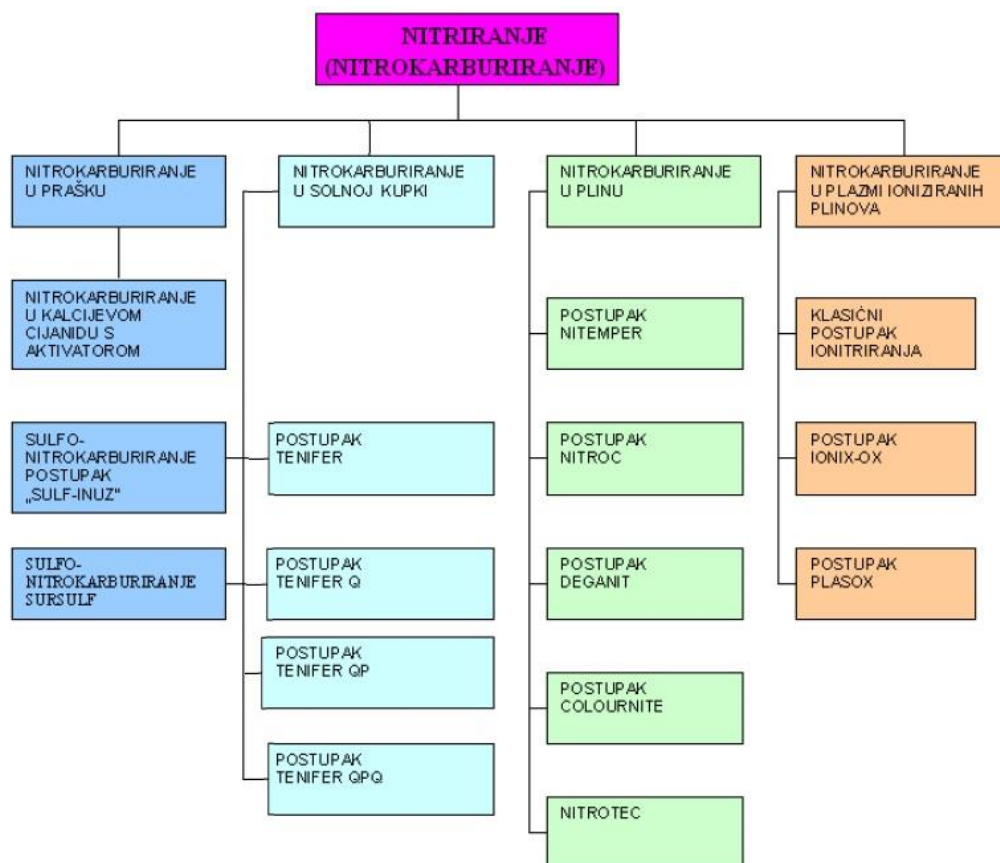 NITRIRANJE
(NITROKARBURIRANJE)
NITROKARBURIRANJE
U PRAŠKU
NITROKARBURIRANJE
U SOLNOJ KUPKI
NITROKARBURIRANJE
U PLINU
NITROKARBURIRANJE
U PLAZMI IONIZIRANIH
PLINOVA
NITROKARBURIRANJE
U KALCIJEVOM
CIJANIDU S
AKTIVATOROM
POSTUPAK
NITEMPER
KLASIČNI
POSTUPAK
IONITRIRANJA
SULFO-
NITROKARBURIRANJE
POSTUPAK
„SULF-INUZ"
POSTUPAK
TENIFER
POSTUPAK
NITROC
POSTUPAK
IONIX-OX
SULFO-
NITROKARBURIRANJE
SURSULF
POSTUPAK
TENIFER Q
POSTUPAK
DEGANIT
POSTUPAK
PLASOX
POSTUPAK
TENIFER QP
POSTUPAK
COLOURNITE
POSTUPAK
TENIFER QPQ
NITROTEC